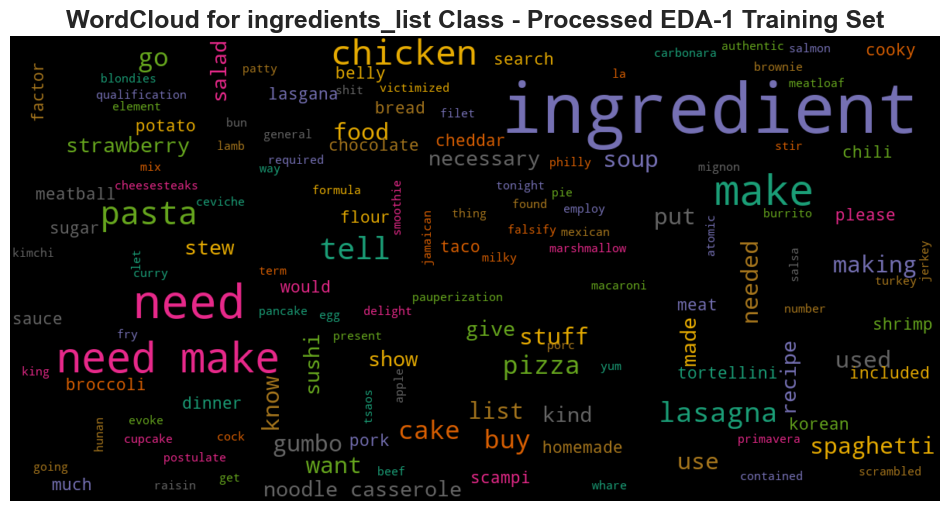 WordCloud for ingredients_list Class - Processed EDA-1 Training Set
factor
blondies
go
salad
patty
chicken
belly
search
la
carbonara
authentic
salmon
cooky
qualification
element
lasgana
shit
victimized
bread
filet
ingredient
brownie
meatloaf
potato
bun
general
food
chocolate
cheddar
strawberry
lamb
required
necessary
philly
soup
stir
mignon
chili
mix
way
meatball
cheesesteaks
ceviche
formula
smoothie
tonight
pie
make
pasta
sugar
flour
jamaican
thing
found
employ
put
burrito
please
kimchi
let
curry
stew
tell
taco
milky
falsify
mexican
marshmallow
atomic
needed
salsa
making
jerkey
turkey
term
would
macaroni
need
pancake
egg
delight
pauperization
meat
number
sauce
fry
sushi
present
give
stuff
porc
made
shrimp
need make
king
broccoli
show
pizza
yum
tortellini
recipe
used
included
dinner
know
tsaos
apple
list
kind
lasagna
hunan
evoke
cupcake
cock
gumbo
pork
cake
buy
homemade
korean
primavera
spaghetti
postulate
going
much
raisin
get
want
beef
scampi
whare
use
contained
scrambled
noodle casserole